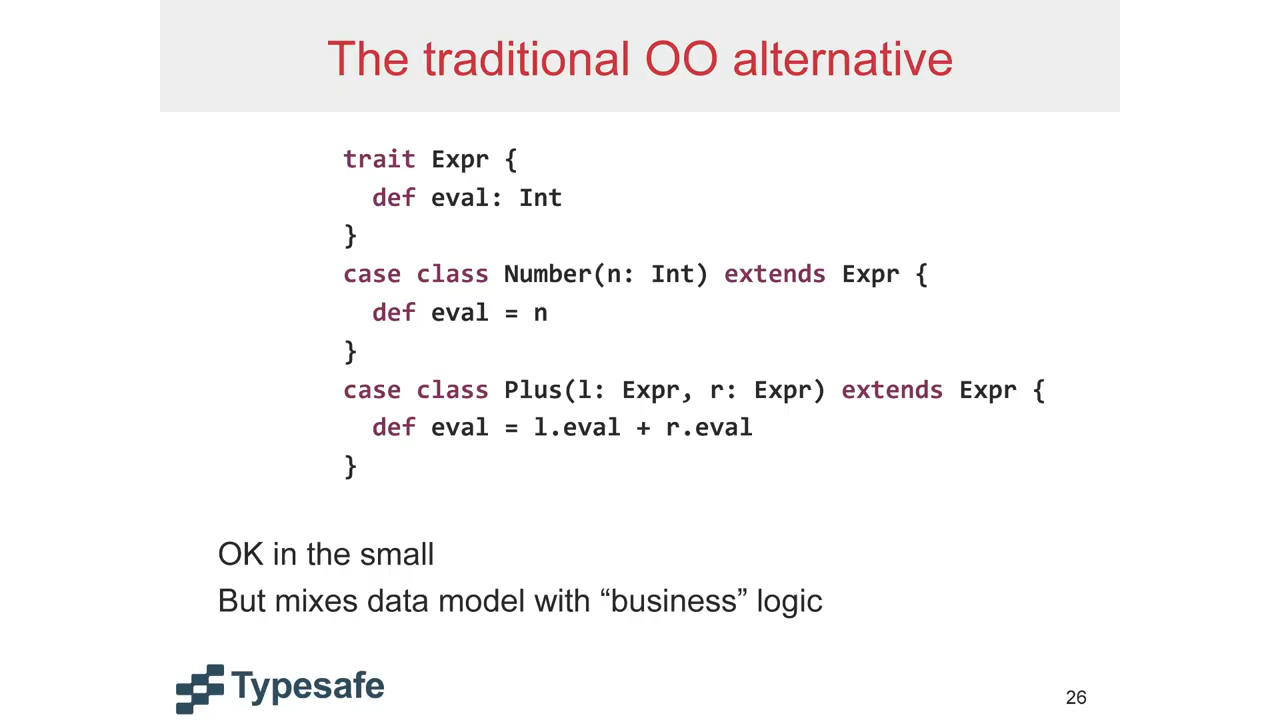 The traditional OO alternative
trait Expr {
  def eval: Int
}
case class Number(n: Int) extends Expr {
  def eval = n
}
case class Plus(l: Expr, r: Expr) extends Expr {
  def eval = l.eval + r.eval
}
OK in the small
But mixes data model with “business” logic
Typesafe
26